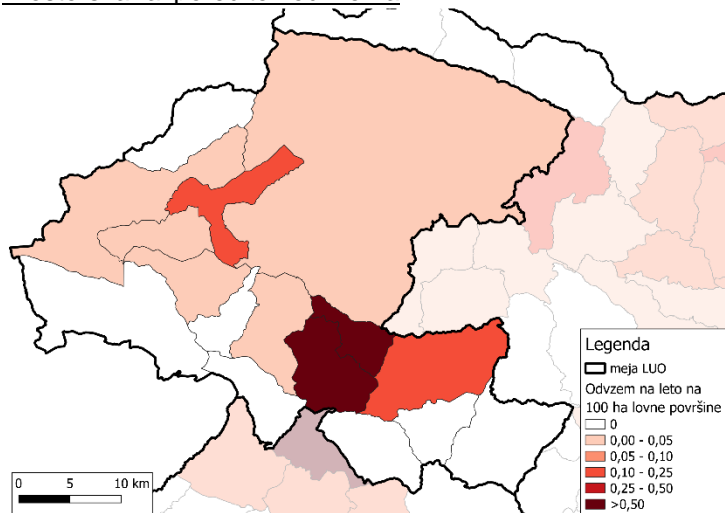 Legenda
meja LUO
Odvzem na leto na
100 ha lovne površine
0
0,00 - 0,05
0,05 - 0,10
0,10 - 0,25
0,25 - 0,50
>0,50
0 5 10 km